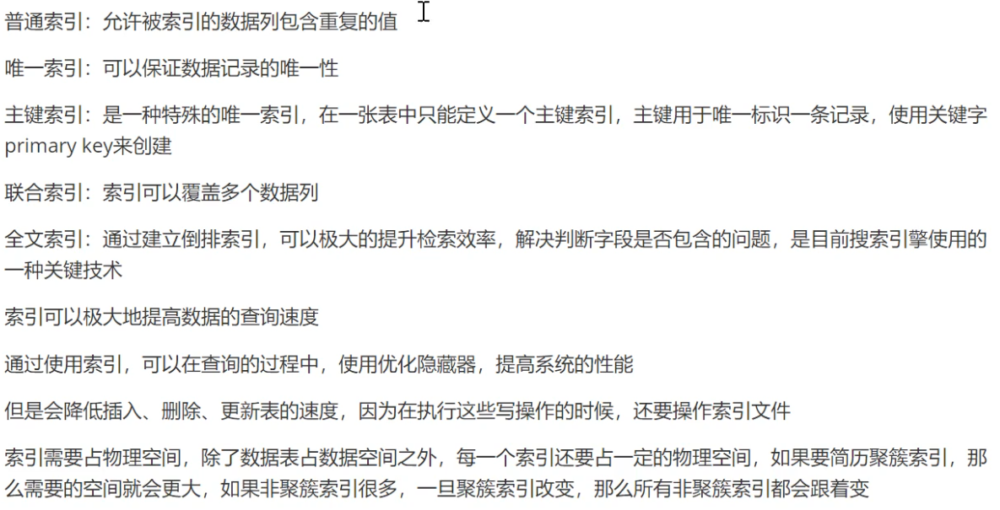 普通索引：允许被索引的数据列包含重复的值
唯一索引：可以保证数据记录的唯一性
主键索引：是一种特殊的唯一索引，在一张表中只能定义一个主键索引，主键用于唯一标识一条记录，使用关键字
primary key来创建
联合索引：索引可以覆盖多个数据列
全文索引：通过建立倒排索引，可以极大的提升检索效率，解决判断字段是否包含的问题，是目前搜索引擎使用的
一种关键技术
索引可以极大地提高数据的查询速度
通过使用索引，可以在查询的过程中，使用优化隐藏器，提高系统的性能
但是会降低插入、删除、更新表的速度，因为在执行这些写操作的时候，还要操作索引文件
索引需要占物理空间，除了数据表占数据空间之外，每一个索引还要占一定的物理空间，如果要简历聚簇索引，那
么需要的空间就会更大，如果非聚簇索引很多，一旦聚簇索引改变，那么所有非聚簇索引都会跟着变